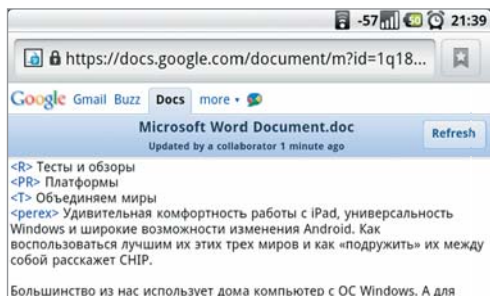 -57 50 21:39
https://docs.google.com/document/m?id=1q18...
Google Gmail Buzz Docs more
Microsoft Word Document.doc
Updated by a collaborator 1 minute ago
Refresh
<R> Тесты и обзоры
<PR> Платформы
<T> Объединяем миры
<perex> Удивительная комфортность работы с iPad, универсальность
Windows и широкие возможности изменения Android. Как
воспользоваться лучшим их этих трех миров и как «подружить» их между
собой расскажет CHIP.
Большинство из нас использует дома компьютер с ОС Windows. А для